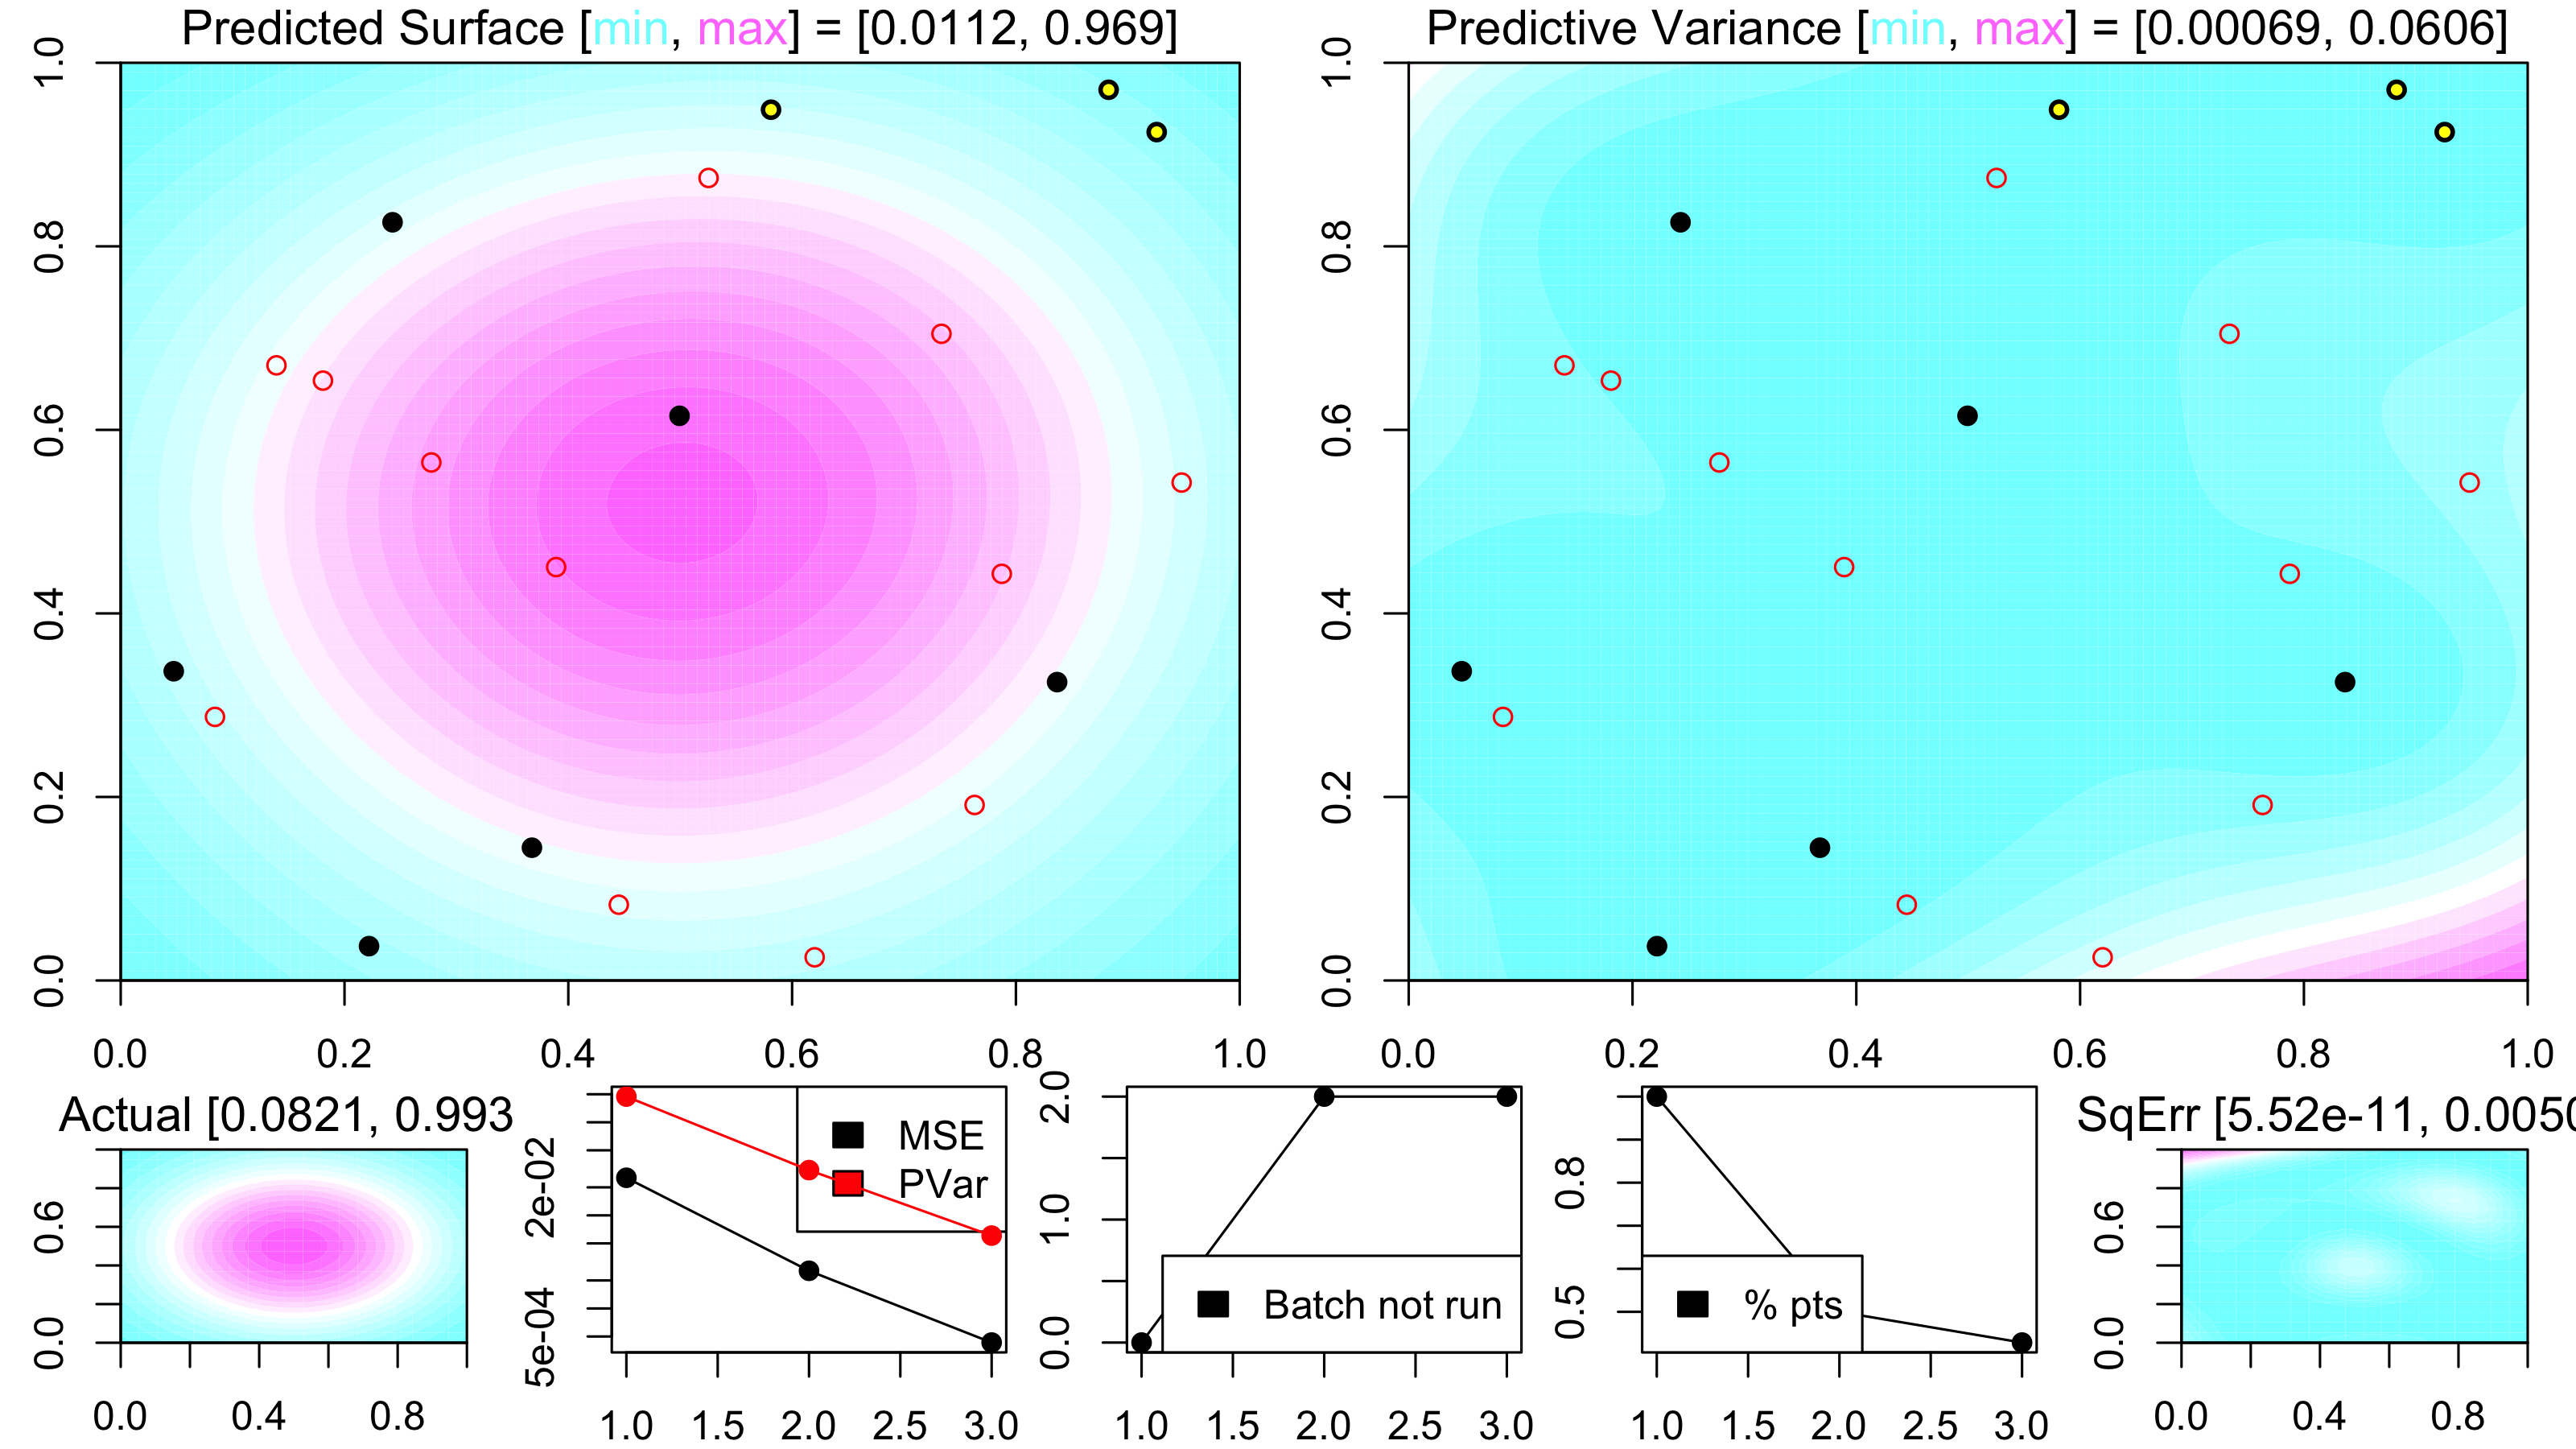 Predicted Surface [min, max] = [0.0112, 0.969]
Predictive Variance [min, max] = [0.00069, 0.0606]
1.0
0.8
0.6
0.4
0.2
0.0
0.0 0.2 0.4 0.6 0.8 1.0
1.0
0.8
0.6
0.4
0.2
0.0
0.0 0.2 0.4 0.6 0.8 1.0
Actual [0.0821, 0.993
0.6
0.0
0.0 0.4 0.8
2e-02
5e-04
MSE
PVar
1.0 1.5 2.0 2.5 3.0
2.0
1.0
0.0
Batch not run
1.0 1.5 2.0 2.5 3.0
0.8
0.5
% pts
1.0 1.5 2.0 2.5 3.0
SqErr [5.52e-11, 0.0050
0.6
0.0
0.0 0.4 0.8